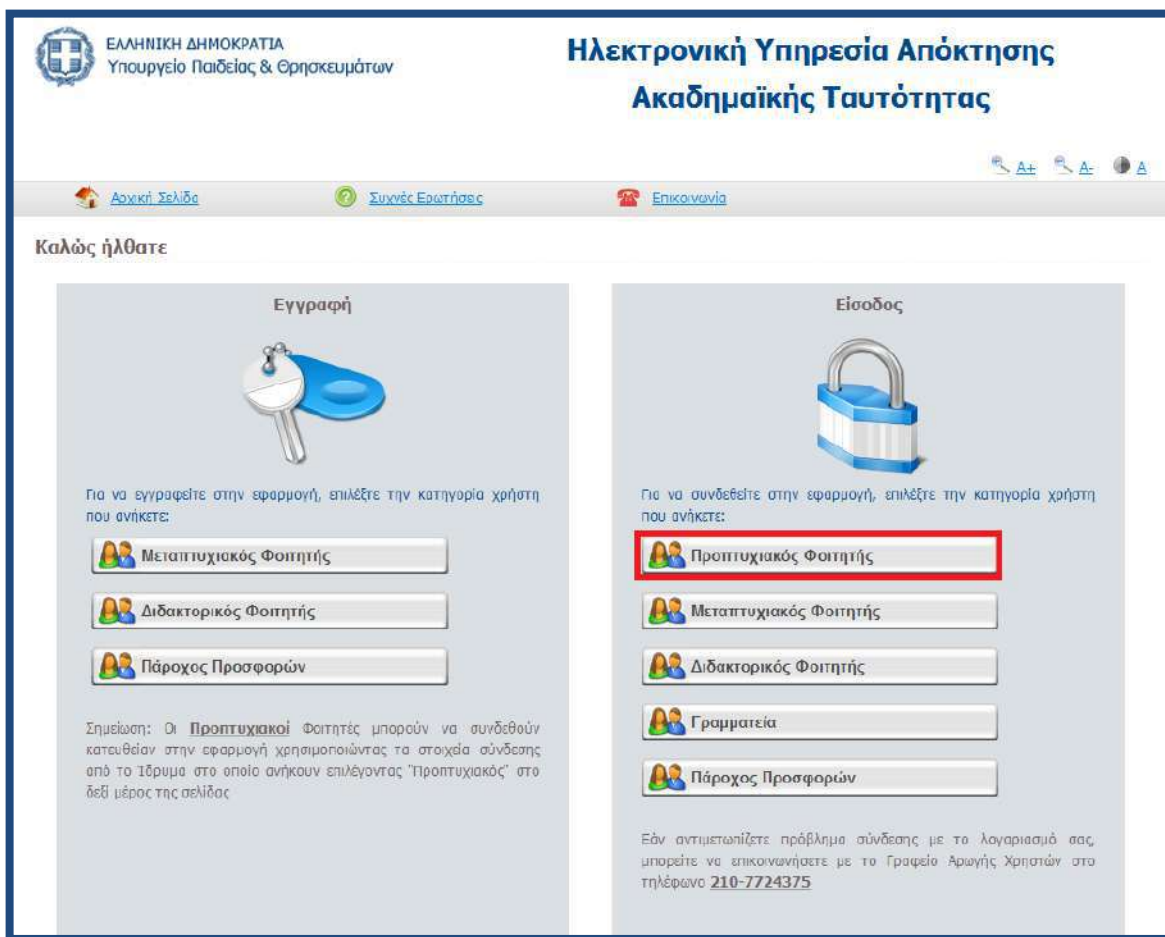 ΕΛΛΗΝΙΚΗ ΔΗΜΟΚΡΑΤΙΑ
Υπουργείο Παιδείας & Θρησκευμάτων
Ηλεκτρονική Υπηρεσία Απόκτησης
Ακαδημαϊκής Ταυτότητας
A+ A- A
Αρχική Σελίδα Συχνές Ερωτήσεις Επικοινωνία
Καλώς ήλθατε
Εγγραφή
Για να εγγραφείτε στην εφαρμογή, επιλέξτε την κατηγορία χρήστη
που ανήκετε:
Μεταπτυχιακός Φοιτητής
Διδακτορικός Φοιτητής
Πάροχος Προσφορών
Σημείωση: Οι Προπτυχιακοί Φοιτητές μπορούν να συνδεθούν
κατευθείαν στην εφαρμογή χρησιμοποιώντας τα στοιχεία σύνδεσης
από το Ίδρυμα στο οποίο ανήκουν επιλέγοντας "Προπτυχιακός" στο
δεξί μέρος της σελίδας
Είσοδος
Για να συνδεθείτε στην εφαρμογή, επιλέξτε την κατηγορία χρήστη
που ανήκετε:
Προπτυχιακός Φοιτητής
Μεταπτυχιακός Φοιτητής
Διδακτορικός Φοιτητής
Γραμματεία
Πάροχος Προσφορών
Εάν αντιμετωπίζετε πρόβλημα σύνδεσης με το λογαριασμό σας,
μπορείτε να επικοινωνήσετε με το Γραφείο Αρωγής Χρηστών στο
τηλέφωνο 210-7724375